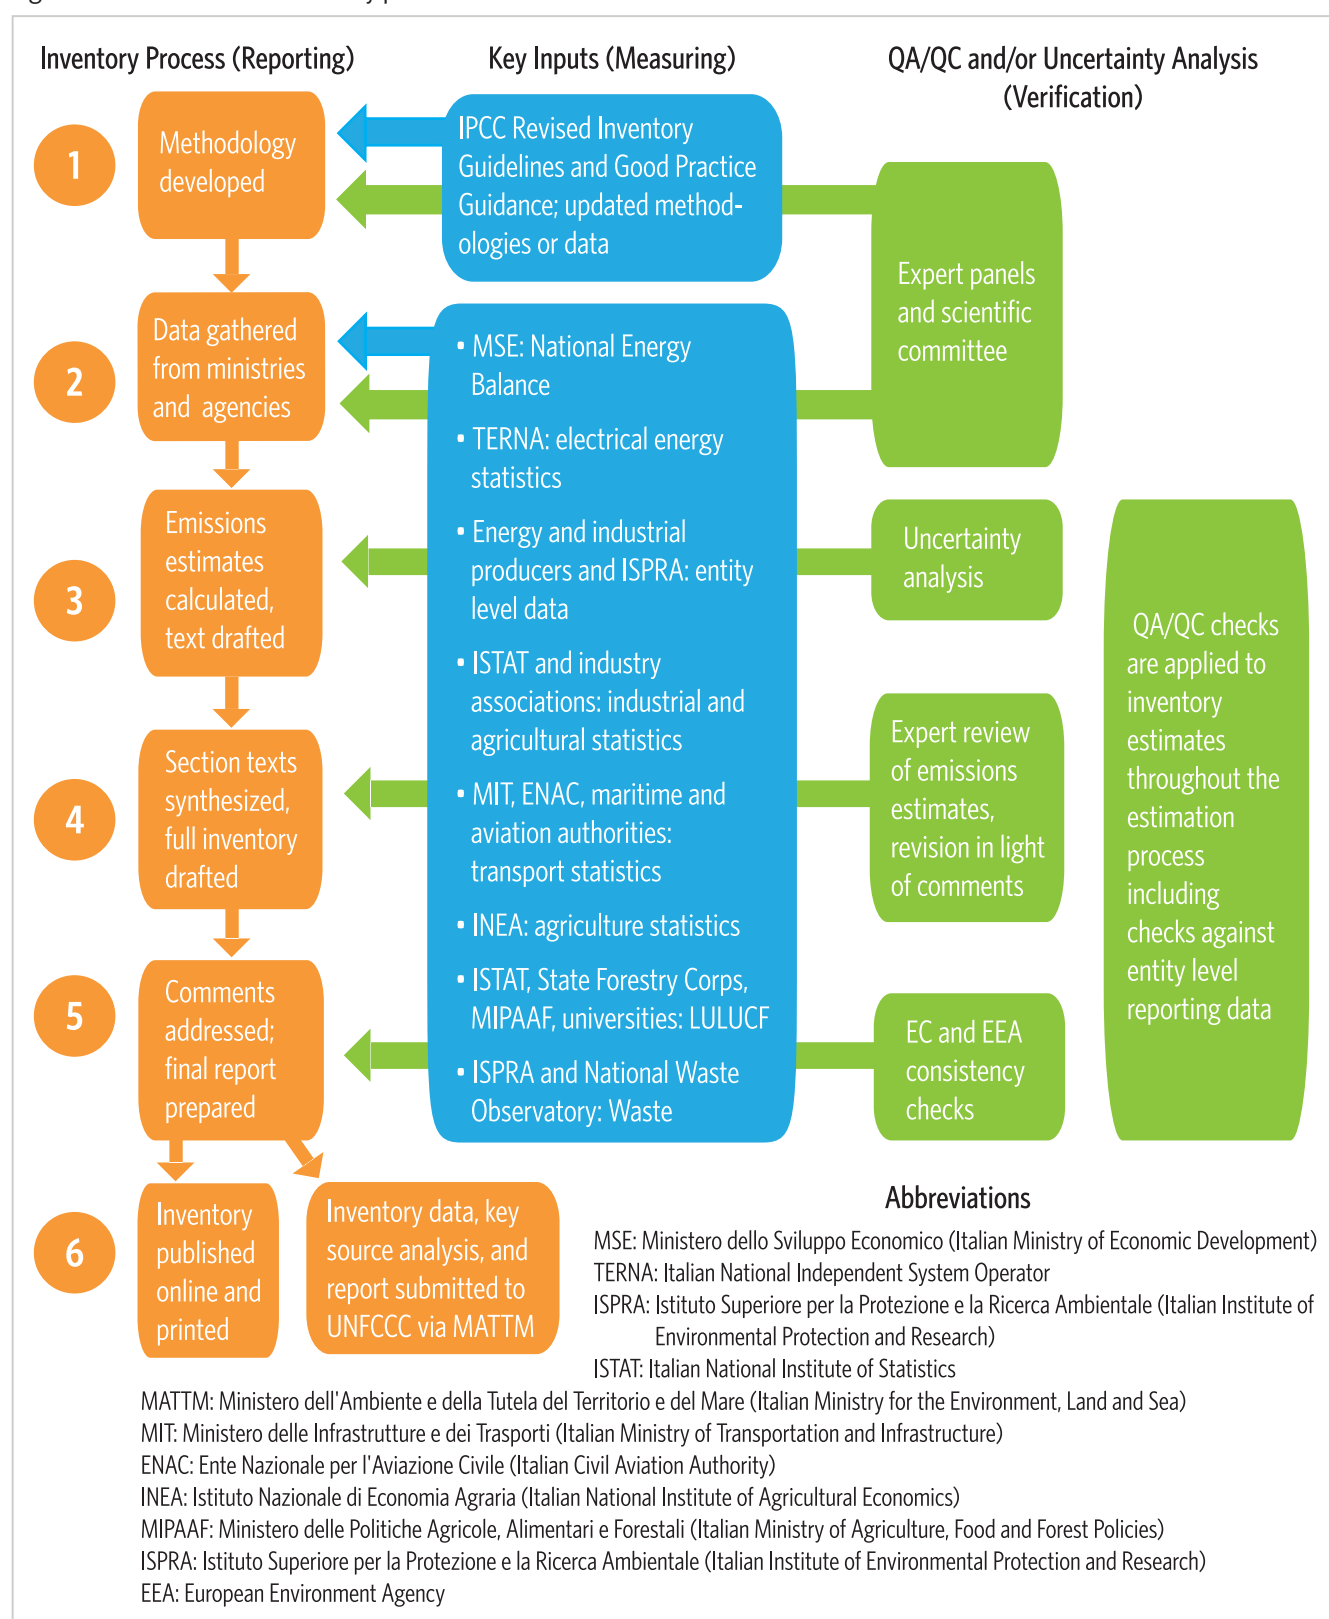 Inventory Process (Reporting)
Key Inputs (Measuring)
QA/QC and/or Uncertainty Analysis
(Verification)
1
Methodology
developed
IPCC Revised Inventory
Guidelines and Good Practice
Guidance; updated method-
ologies or data
Expert panels
and scientific
committee
2
Data gathered
from ministries
and agencies
• MSE: National Energy
Balance
• TERNA: electrical energy
statistics
• Energy and industrial
producers and ISPRA: entity
level data
• ISTAT and industry
associations: industrial and
agricultural statistics
• MIT, ENAC, maritime and
aviation authorities:
transport statistics
• INEA: agriculture statistics
• ISTAT, State Forestry Corps,
MIPAAF, universities: LULUCF
• ISPRA and National Waste
Observatory: Waste
3
Emissions
estimates
calculated,
text drafted
Uncertainty
analysis
QA/QC checks
are applied to
inventory
estimates
throughout the
estimation
process
including
checks against
entity level
reporting data
4
Section texts
synthesized,
full inventory
drafted
Expert review
of emissions
estimates,
revision in light
of comments
5
Comments
addressed;
final report
prepared
EC and EEA
consistency
checks
6
Inventory
published
online and
printed
Inventory data, key
source analysis, and
report submitted to
UNFCCC via MATTM
Abbreviations
MSE: Ministero dello Sviluppo Economico (Italian Ministry of Economic Development)
TERNA: Italian National Independent System Operator
ISPRA: Istituto Superiore per la Protezione e la Ricerca Ambientale (Italian Institute of
Environmental Protection and Research)
ISTAT: Italian National Institute of Statistics
MATTM: Ministero dell'Ambiente e della Tutela del Territorio e del Mare (Italian Ministry for the Environment, Land and Sea)
MIT: Ministero delle Infrastrutture e dei Trasporti (Italian Ministry of Transportation and Infrastructure)
ENAC: Ente Nazionale per l'Aviazione Civile (Italian Civil Aviation Authority)
INEA: Istituto Nazionale di Economia Agraria (Italian National Institute of Agricultural Economics)
MIPAAF: Ministero delle Politiche Agricole, Alimentari e Forestali (Italian Ministry of Agriculture, Food and Forest Policies)
ISPRA: Istituto Superiore per la Protezione e la Ricerca Ambientale (Italian Institute of Environmental Protection and Research)
EEA: European Environment Agency